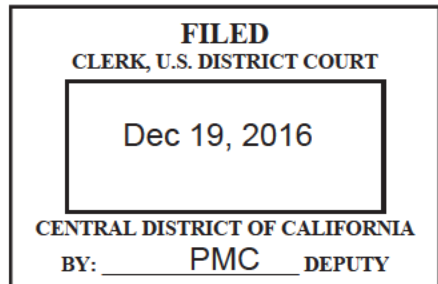 FILED
CLERK, U.S. DISTRICT COURT
Dec 19, 2016
CENTRAL DISTRICT OF CALIFORNIA
BY: PMC DEPUTY